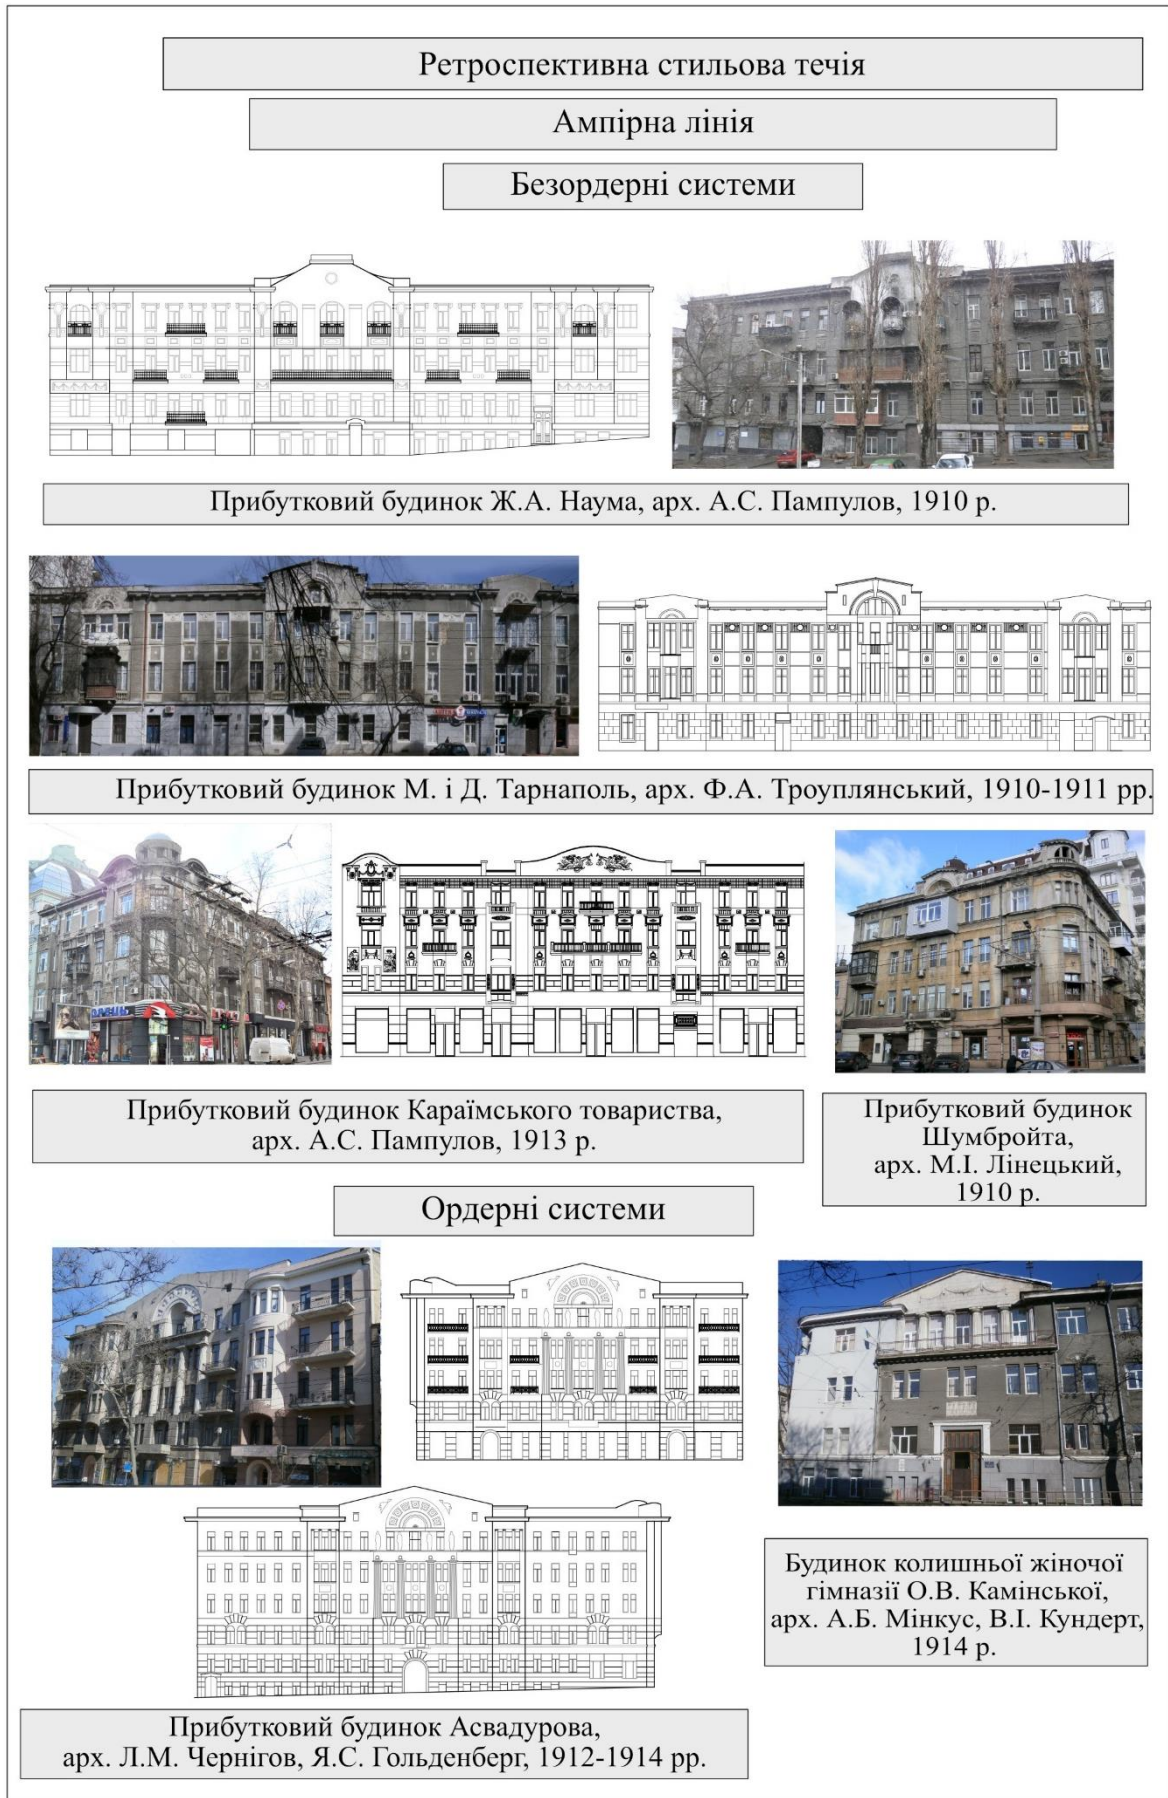 Ретроспективна стильова течія
Ампірна лінія
Безордерні системи
Прибутковий будинок Ж.А. Наума, арх. А.С. Пампулов, 1910 р.
Прибутковий будинок М. і Д. Тарнаполь, арх. Ф.А. Троуплянський, 1910-1911 рр.
Прибутковий будинок Караїмського товариства,
арх. А.С. Пампулов, 1913 р.
Прибутковий будинок
Шумбройта,
арх. М.І. Лінецький,
1910 р.
Ордерні системи
Будинок колишньої жіночої
гімназії О.В. Камінської,
арх. А.Б. Мінкус, В.І. Кундерт,
1914 р.
Прибутковий будинок Асвадурова,
арх. Л.М. Чернігов, Я.С. Гольденберг, 1912-1914 рр.